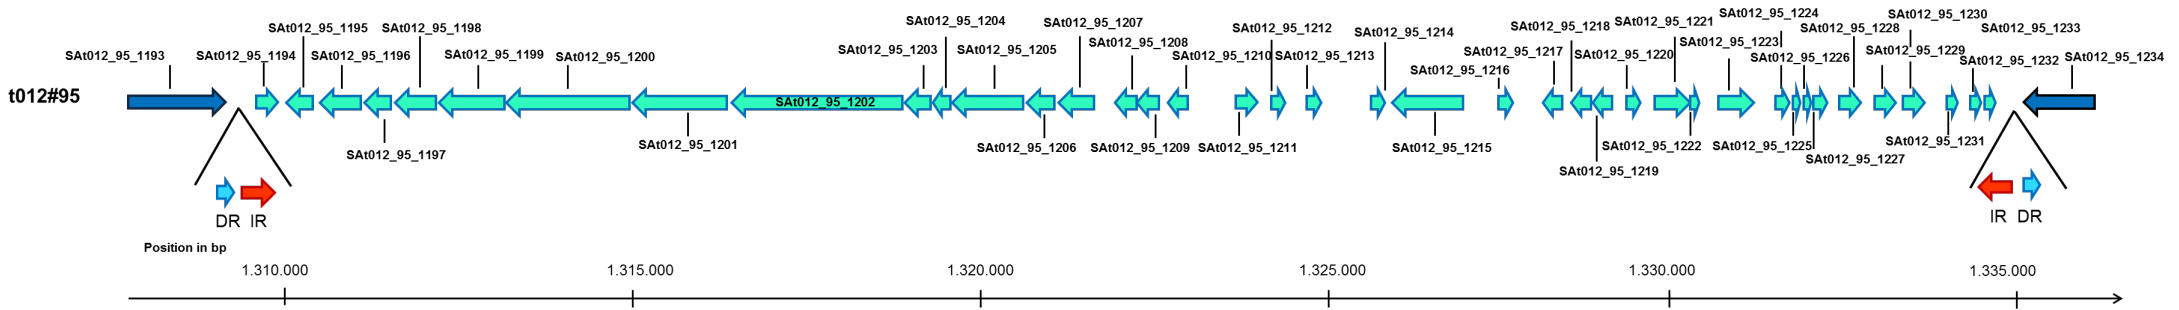 SAt012_95_1193
SAt012_95_1194
SAt012_95_1195
SAt012_95_1196
SAt012_95_1197
SAt012_95_1198
SAt012_95_1199
SAt012_95_1200
SAt012_95_1201
SAt012_95_1202
SAt012_95_1203
SAt012_95_1204
SAt012_95_1205
SAt012_95_1206
SAt012_95_1207
SAt012_95_1208
SAt012_95_1209
SAt012_95_1210
SAt012_95_1211
SAt012_95_1212
SAt012_95_1213
SAt012_95_1214
SAt012_95_1215
SAt012_95_1216
SAt012_95_1217
SAt012_95_1218
SAt012_95_1219
SAt012_95_1220
SAt012_95_1221
SAt012_95_1222
SAt012_95_1223
SAt012_95_1224
SAt012_95_1225
SAt012_95_1226
SAt012_95_1227
SAt012_95_1228
SAt012_95_1229
SAt012_95_1230
SAt012_95_1231
SAt012_95_1232
SAt012_95_1233
SAt012_95_1234
t012#95
DR IR
IR DR
Position in bp
1.310.000
1.315.000
1.320.000
1.325.000
1.330.000
1.335.000